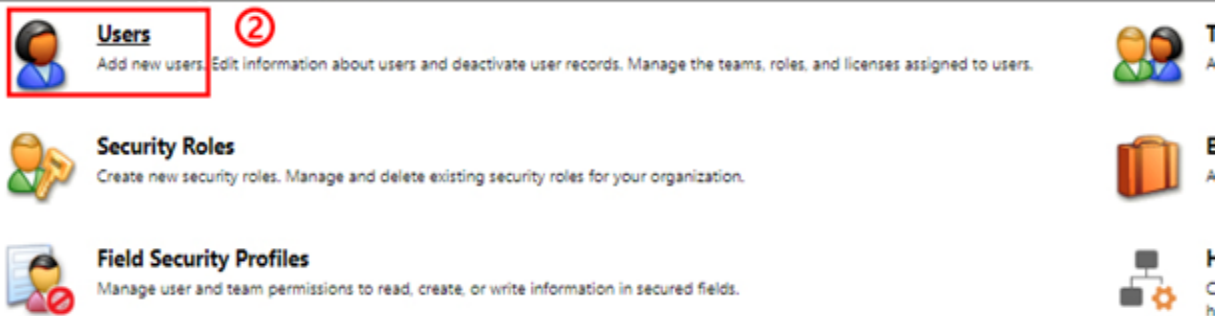 Users
②
Add new users. Edit information about users and deactivate user records. Manage the teams, roles, and licenses assigned to users.
Security Roles
Create new security roles. Manage and delete existing security roles for your organization.
Field Security Profiles
Manage user and team permissions to read, create, or write information in secured fields.